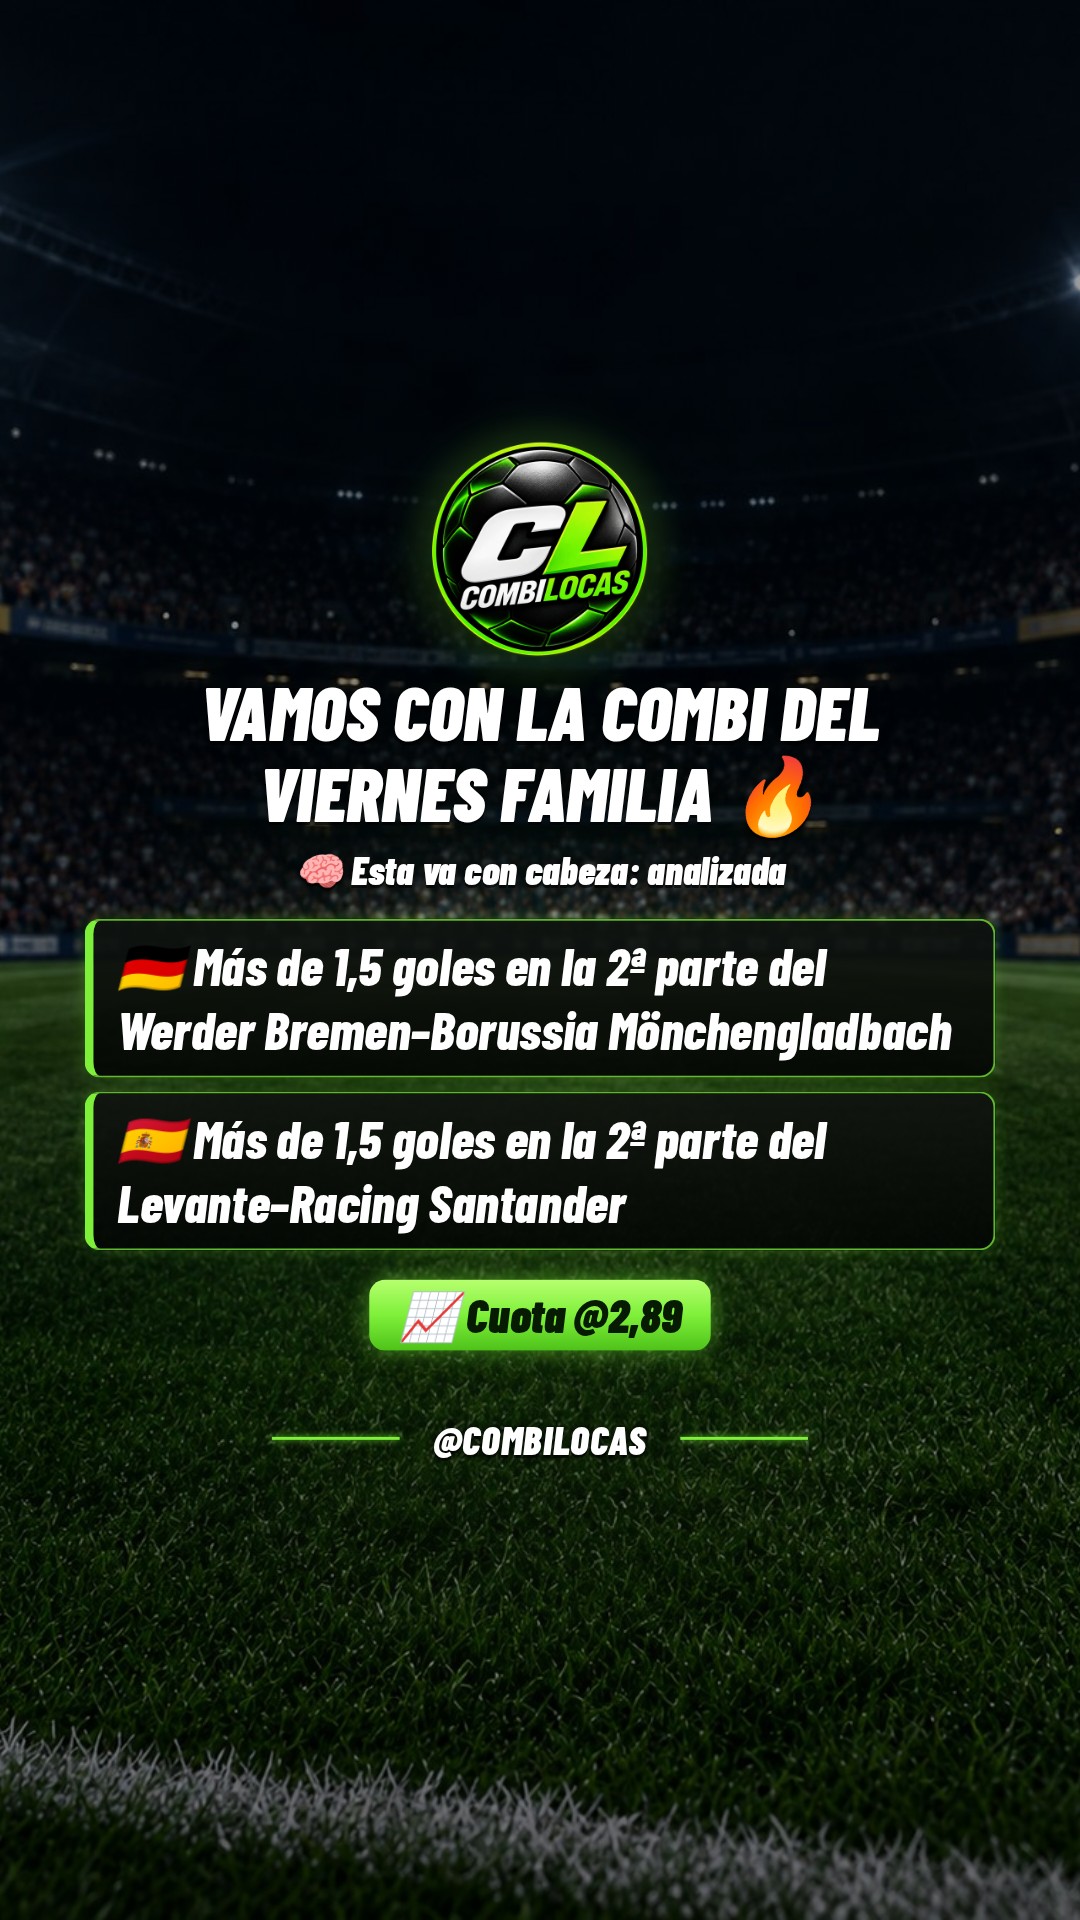 CL
COMBILOCAS
VAMOS CON LA COMBI DEL
VIERNES FAMILIA 🔥
🧠 Esta va con cabeza: analizada
🇩🇪 Más de 1,5 goles en la 2ª parte del
Werder Bremen-Borussia Mönchengladbach
🇪🇸 Más de 1,5 goles en la 2ª parte del
Levante-Racing Santander
📈 Cuota @2,89
@COMBILOCAS